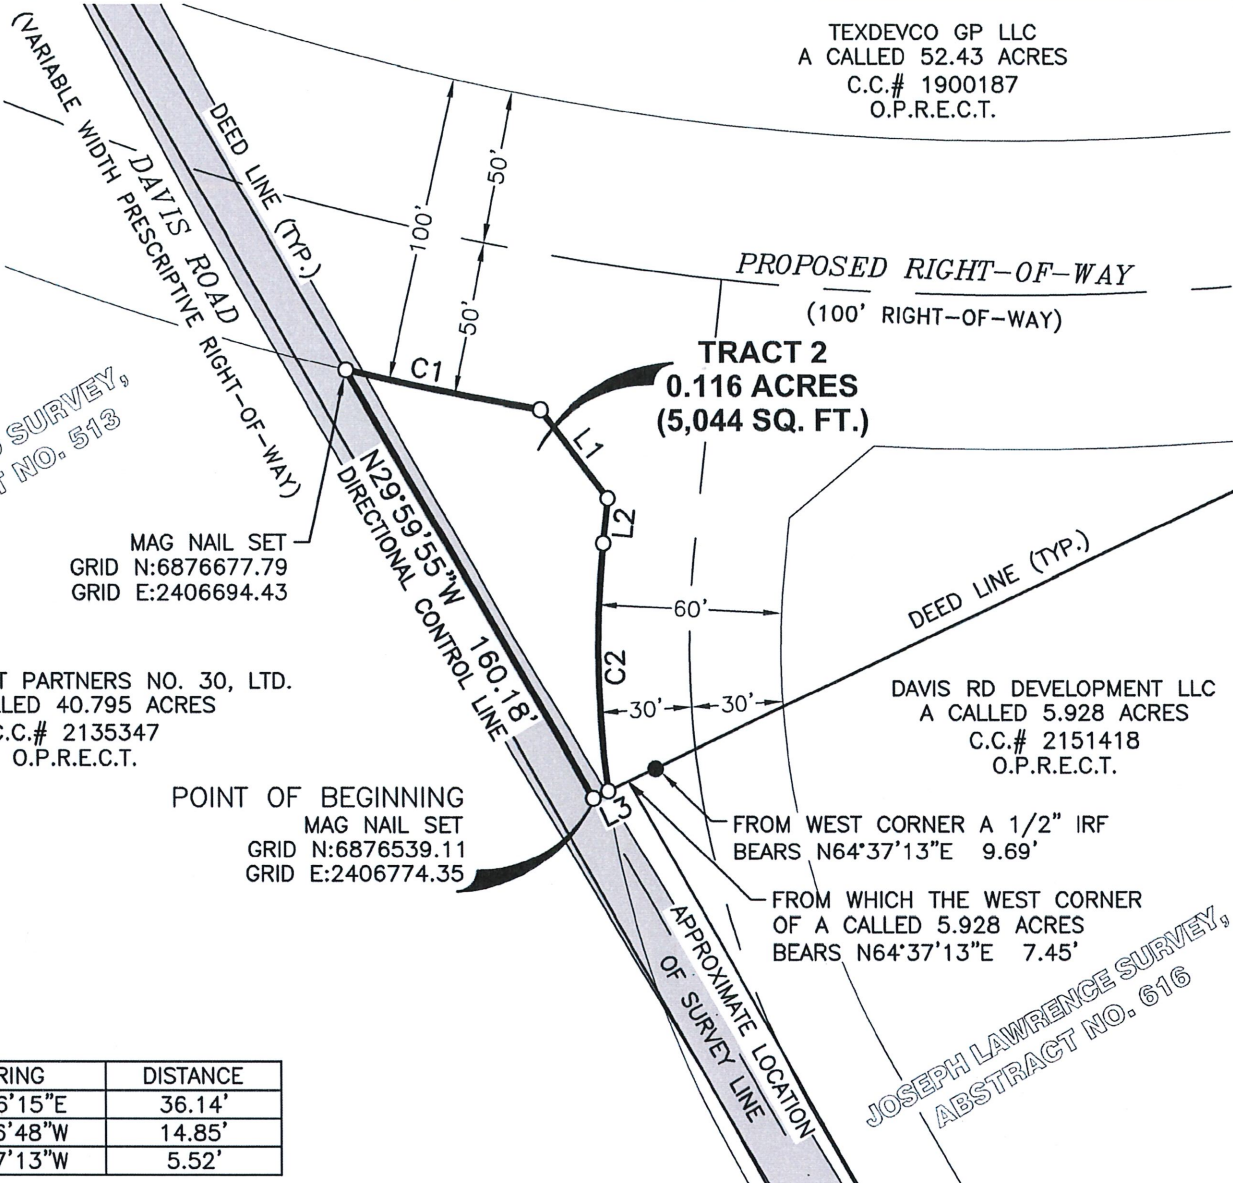 TEXDEVCO GP LLC
A CALLED 52.43 ACRES
C.C.# 1900187
O.P.R.E.C.T.
(VARIABLE WIDTH PRESCRIPTIVE RIGHT-OF-WAY)
DAVIS ROAD
DEED LINE (TYP.)
100'
50'
50'
PROPOSED RIGHT-OF-WAY
(100' RIGHT-OF-WAY)
TRACT 2
0.116 ACRES
(5,044 SQ. FT.)
C1
L1
L2
SURVEY,
NO. 513
N29°59'55"W 160.18'
DIRECTIONAL CONTROL LINE
MAG NAIL SET
GRID N:6876677.79
GRID E:2406694.43
60'
C2
30'
30'
DEED LINE (TYP.)
PARTNERS NO. 30, LTD.
40.795 ACRES
C.C.# 2135347
O.P.R.E.C.T.
DAVIS RD DEVELOPMENT LLC
A CALLED 5.928 ACRES
C.C.# 2151418
O.P.R.E.C.T.
POINT OF BEGINNING
MAG NAIL SET
GRID N:6876539.11
GRID E:2406774.35
L3
FROM WEST CORNER A 1/2" IRF
BEARS N64°37'13"E 9.69'
FROM WHICH THE WEST CORNER
OF A CALLED 5.928 ACRES
BEARS N64°37'13"E 7.45'
APPROXIMATE LOCATION
OF SURVEY LINE
JOSEPH LAWRENCE SURVEY,
ABSTRACT NO. 616
RING DISTANCE
6'15"E 36.14'
6'48"W 14.85'
7'13"W 5.52'